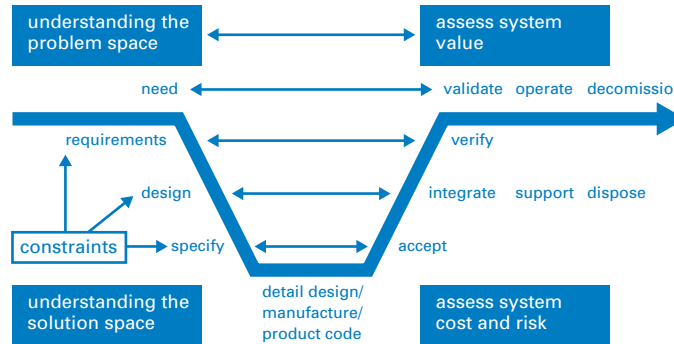 understanding the
problem space
assess system
value
need
validate operate decomissio
requirements
verify
design
integrate support dispose
constraints
specify
accept
understanding the
solution space
detail design/
manufacture/
product code
assess system
cost and risk